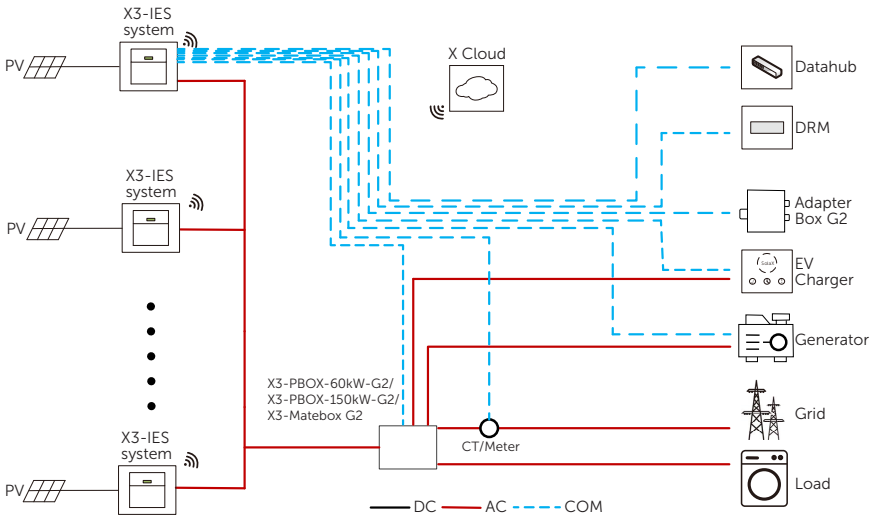 X3-IES
system
PV
X Cloud
Datahub
DRM
X3-IES
system
PV
Adapter
Box G2
SolaX
EV
Charger
Generator
X3-PBOX-60kW-G2/
X3-PBOX-150kW-G2/
X3-Matebox G2
Grid
CT/Meter
X3-IES
system
PV
Load
DC
AC
COM